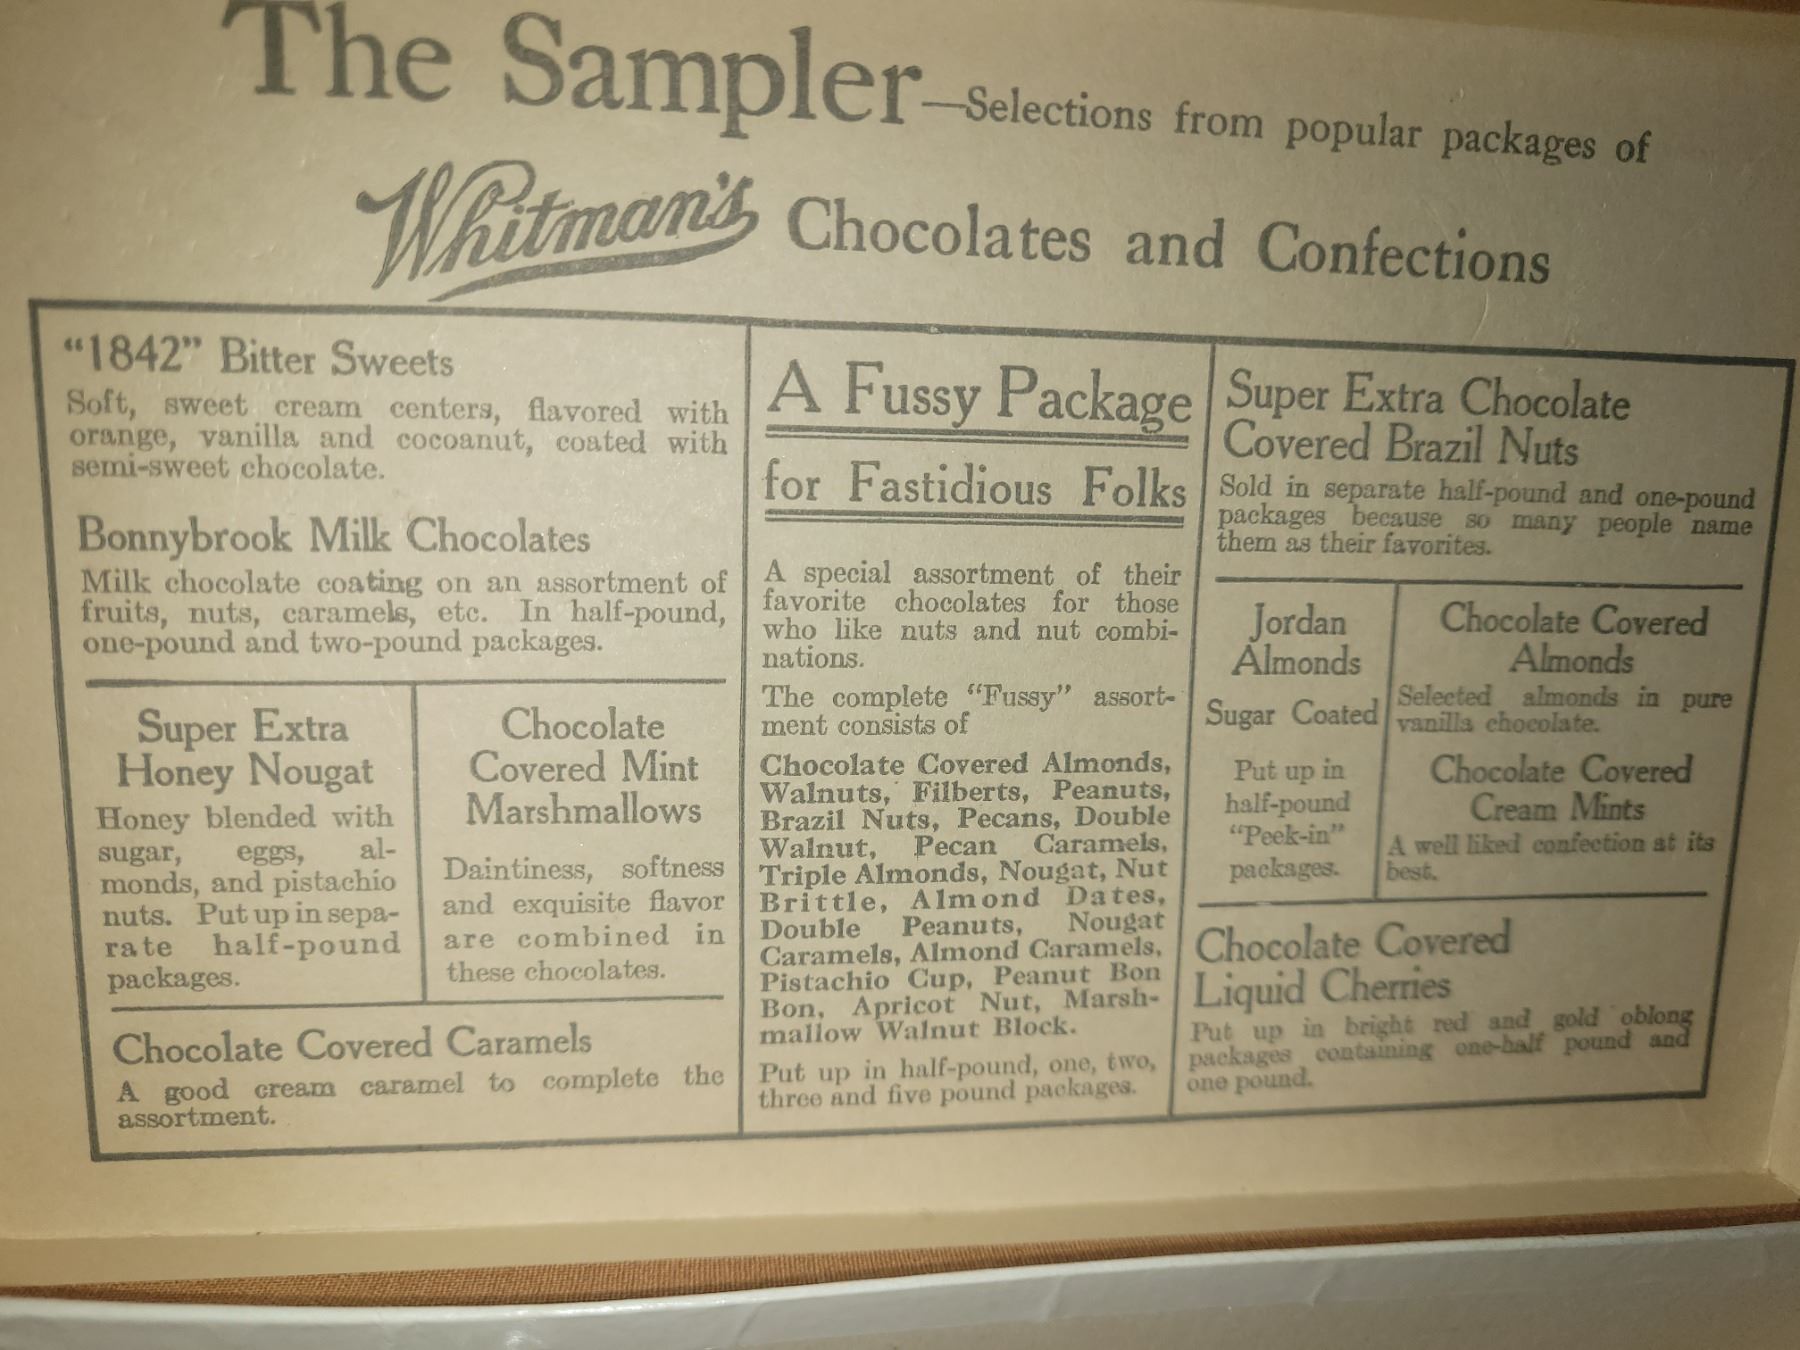 The Sampler—Selections from popular packages of
Whitman's Chocolates and Confections
"1842" Bitter Sweets
Soft, sweet cream centers, flavored with
orange, vanilla and cocoanut, coated with
semi-sweet chocolate.
Bonnybrook Milk Chocolates
Milk chocolate coating on an assortment of
fruits, nuts, caramels, etc. In half-pound,
one-pound and two-pound packages.
Super Extra
Honey Nougat
Honey blended with
sugar, eggs, al-
monds, and pistachio
nuts. Put up in sepa-
rate half-pound
packages.
Chocolate
Covered Mint
Marshmallows
Daintiness, softness
and exquisite flavor
are combined in
these chocolates.
Chocolate Covered Caramels
A good cream caramel to complete the
assortment.
A Fussy Package
for Fastidious Folks
A special assortment of their
favorite chocolates for those
who like nuts and nut combi-
nations.
The complete "Fussy" assort-
ment consists of
Chocolate Covered Almonds,
Walnuts, Filberts, Peanuts,
Brazil Nuts, Pecans, Double
Walnut, Pecan Caramels,
Triple Almonds, Nougat, Nut
Brittle, Almond Dates,
Double Peanuts, Nougat
Caramels, Almond Caramels,
Pistachio Cup, Peanut Bon
Bon, Apricot Nut, Marsh-
mallow Walnut Block.
Put up in half-pound, one, two,
three and five pound packages.
Super Extra Chocolate
Covered Brazil Nuts
Sold in separate half-pound and one-pound
packages because so many people name
them as their favorites.
Jordan
Almonds
Sugar Coated
Put up in
half-pound
"Peek-in"
packages.
Chocolate Covered
Almonds
Selected almonds in pure
vanilla chocolate.
Chocolate Covered
Cream Mints
A well liked confection at its
best.
Chocolate Covered
Liquid Cherries
Put up in bright red and gold oblong
packages containing one-half pound and
one pound.